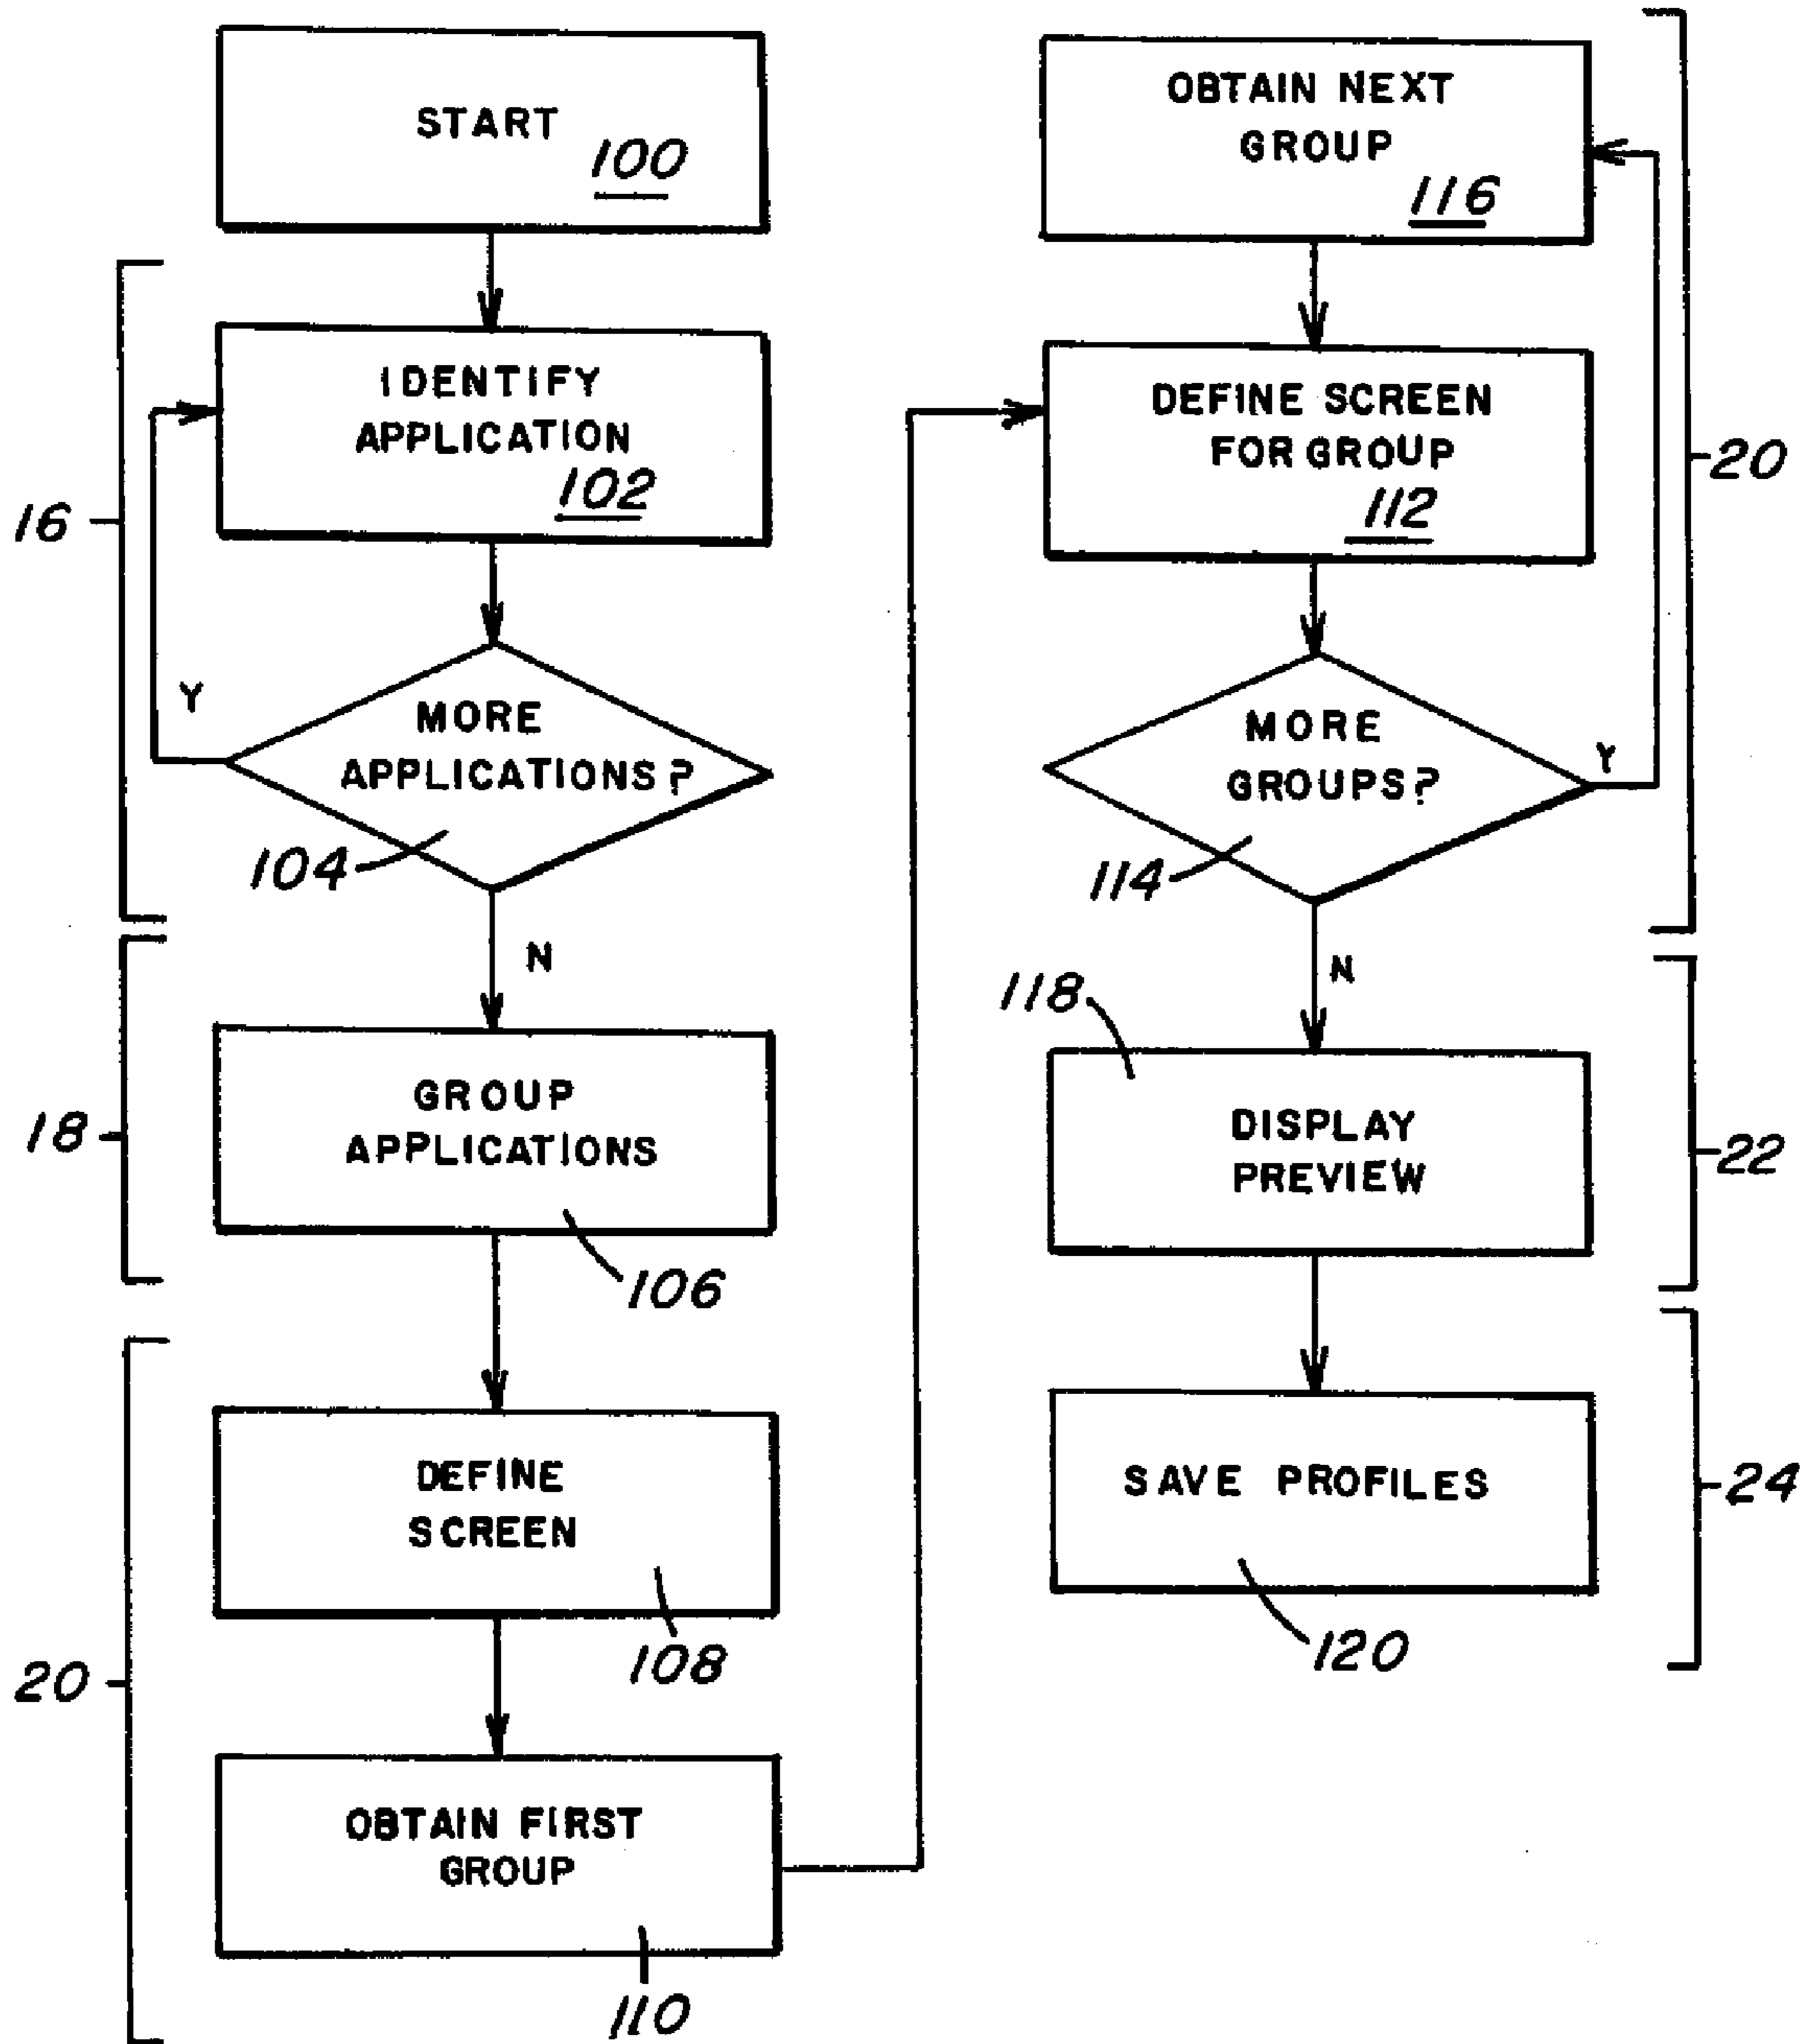 START
100
IDENTIFY
APPLICATION
102
16
Y
MORE
APPLICATIONS?
104
N
GROUP
APPLICATIONS
18
106
DEFINE
SCREEN
108
20
OBTAIN FIRST
GROUP
110
OBTAIN NEXT
GROUP
116
DEFINE SCREEN
FOR GROUP
112
20
MORE
GROUPS?
Y
114
N
118
DISPLAY
PREVIEW
22
SAVE PROFILES
24
120